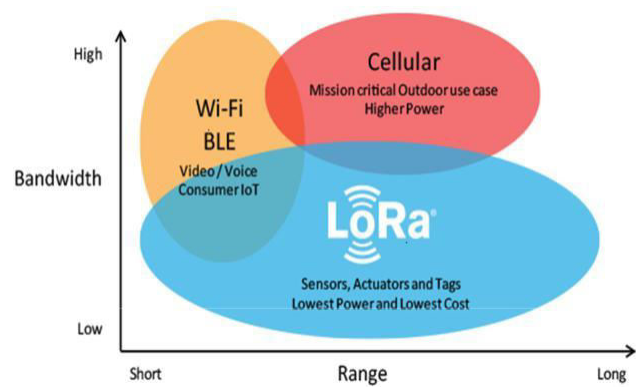 High
Bandwidth
Low
Wi-Fi
BLE
Video / Voice
Consumer IoT
Cellular
Mission critical Outdoor use case
Higher Power
LoRa®
Sensors, Actuators and Tags
Lowest Power and Lowest Cost
Short
Range
Long